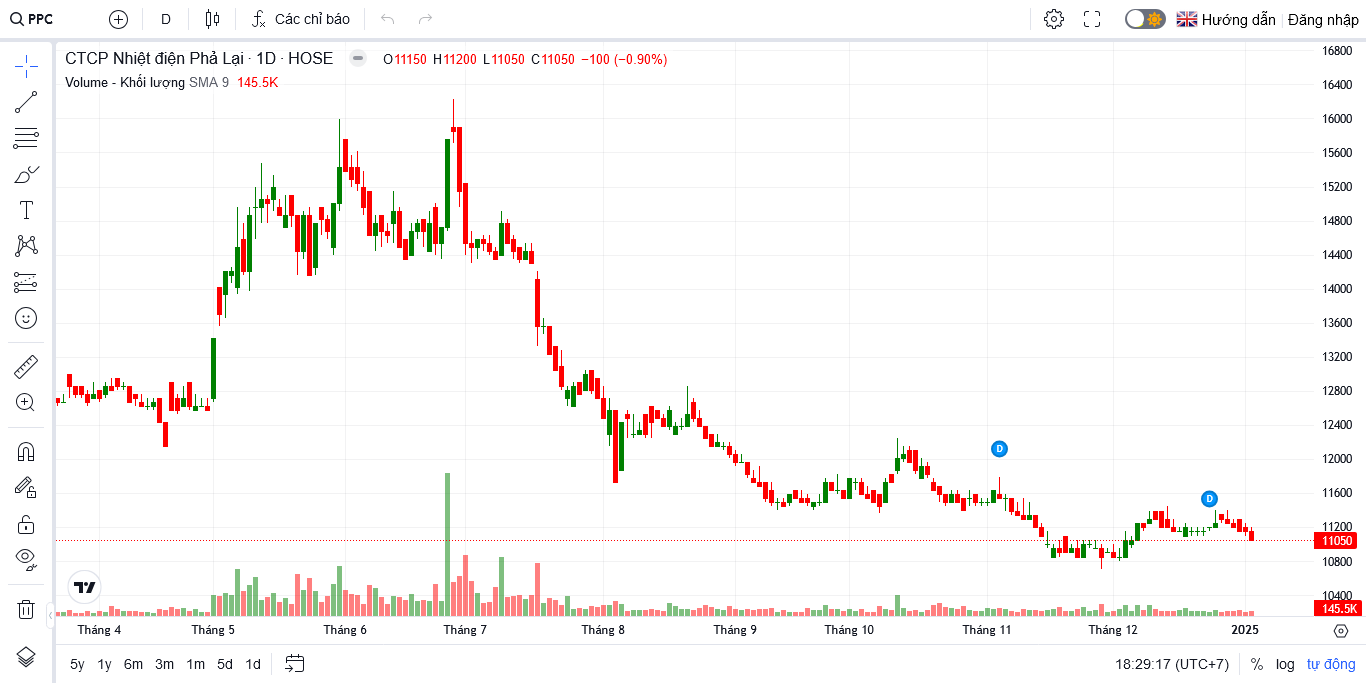 PPC D Các chỉ báo Hướng dẫn Đăng nhập
CTCP Nhiệt điện Phả Lại · 1D · HOSE O11150 H11200 L11050 C11050 −100 (−0.90%)
Volume - Khối lượng SMA 9 145.5K
16800
16400
16000
15600
15200
14800
14400
14000
13600
13200
12800
12400
12000
11600
11200
11050
10800
10400
145.5K
D
D
Tháng 4 Tháng 5 Tháng 6 Tháng 7 Tháng 8 Tháng 9 Tháng 10 Tháng 11 Tháng 12 2025
5y 1y 6m 3m 1m 5d 1d 18:29:17 (UTC+7) % log tự động